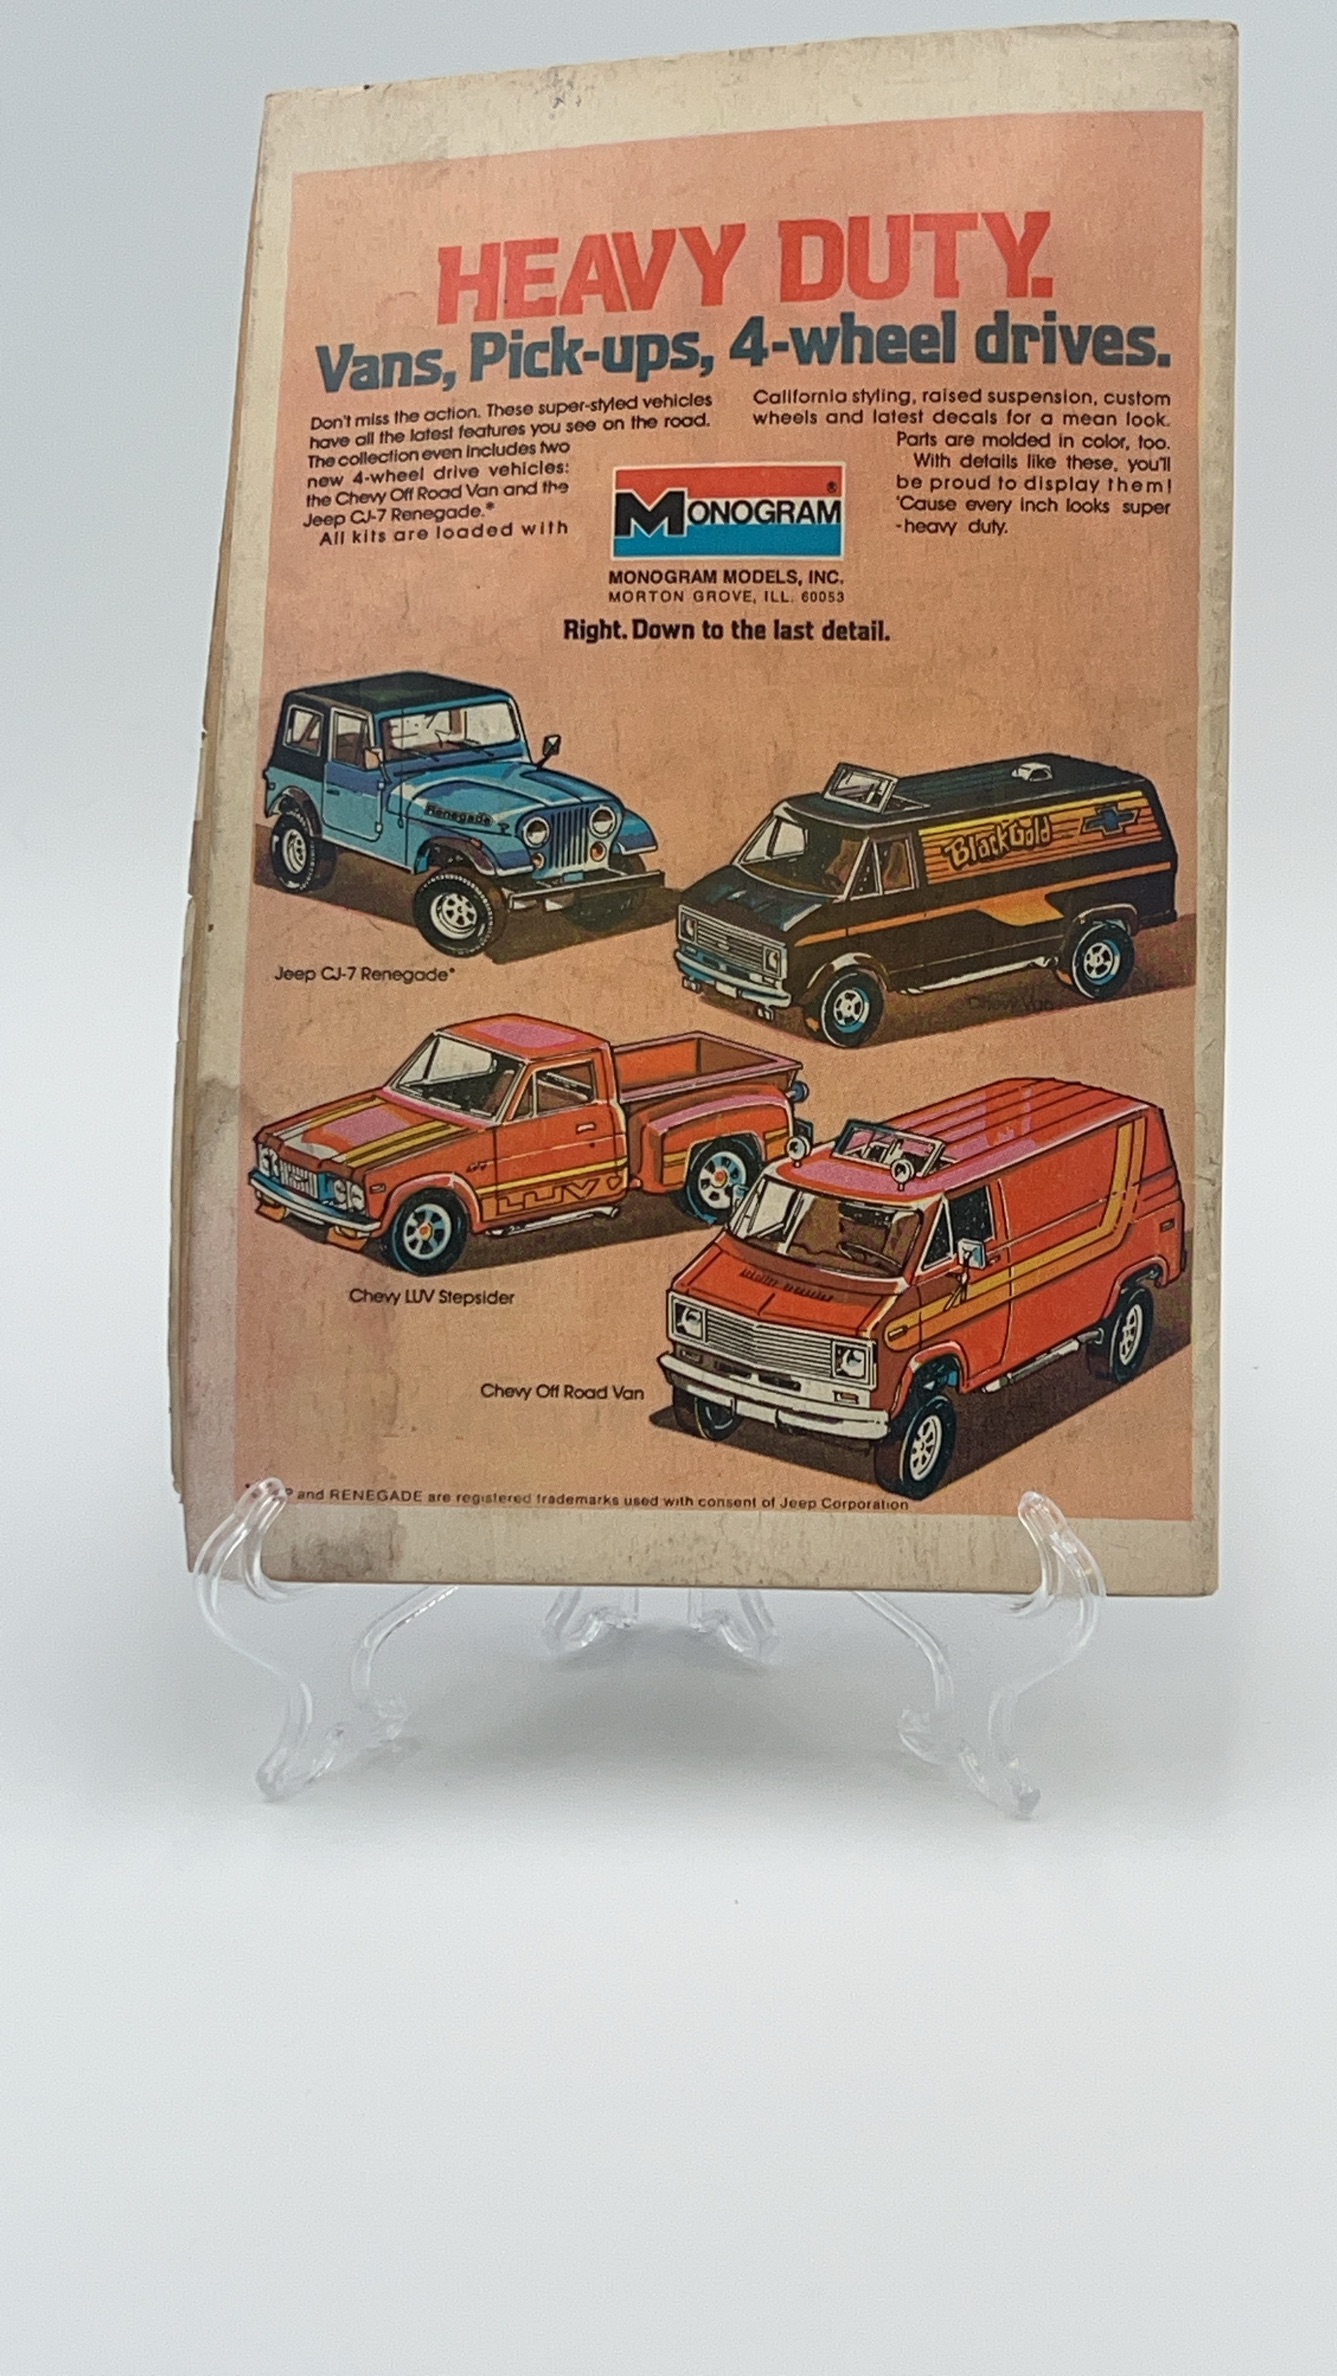 HEAVY DUTY.
Vans, Pick-ups, 4-wheel drives.
Don't miss the action. These super-styled vehicles
have all the latest features you see on the road.
The collection even includes two
new 4-wheel drive vehicles:
the Chevy Off Road Van and the
Jeep CJ-7 Renegade.*
All kits are loaded with
California styling, raised suspension, custom
wheels and latest decals for a mean look.
Parts are molded in color, too.
With details like these, you'll
be proud to display them!
'Cause every inch looks super
-heavy duty.
MONOGRAM®
MONOGRAM MODELS, INC.
MORTON GROVE, ILL. 60053
Right. Down to the last detail.
Renegade
BlackGold
Jeep CJ-7 Renegade*
Chevy Van
LUV
Chevy LUV Stepsider
Chevy Off Road Van
and RENEGADE are registered trademarks used with consent of Jeep Corporation